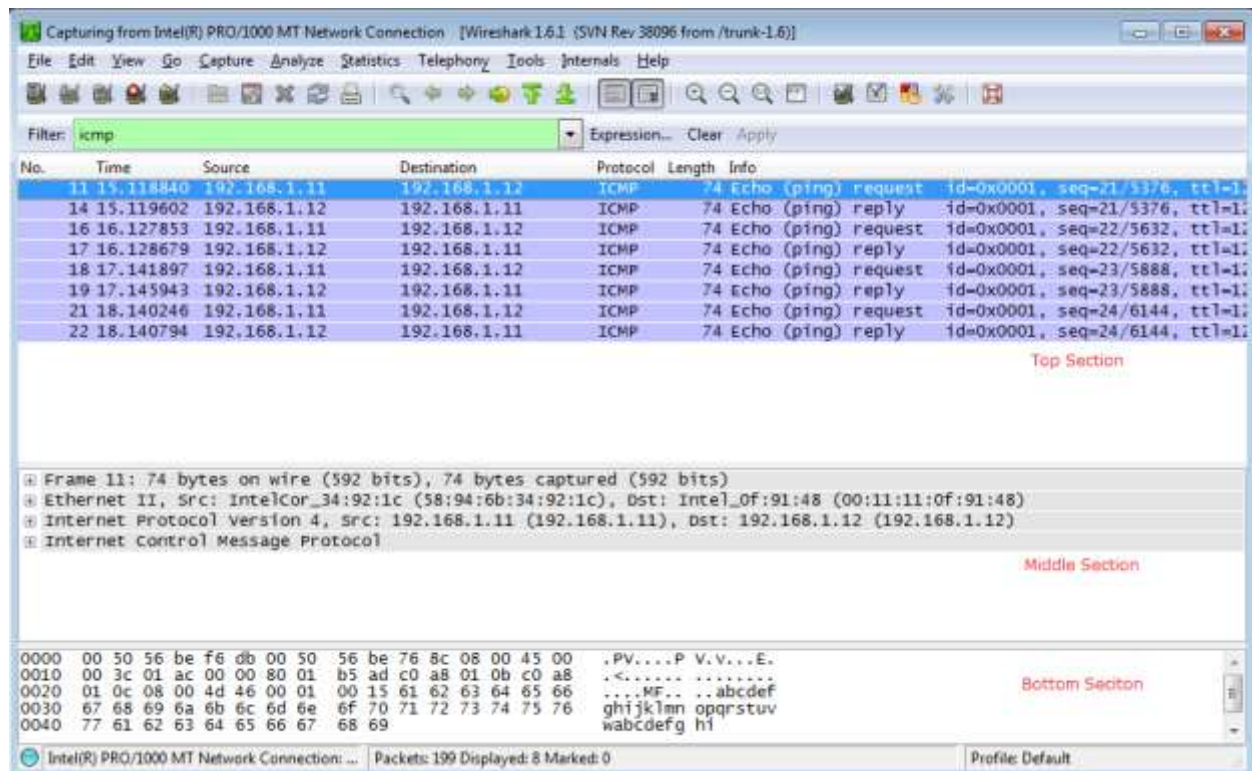 Capturing from Intel(R) PRO/1000 MT Network Connection [Wireshark 1.6.1 (SVN Rev 38096 from /trunk-1.6)]
File Edit View Go Capture Analyze Statistics Telephony Tools Internals Help
Filter: icmp Expression... Clear Apply
No. Time Source Destination Protocol Length Info
11 15.118840 192.168.1.11 192.168.1.12 ICMP 74 Echo (ping) request id=0x0001, seq=21/5376, ttl=12
14 15.119602 192.168.1.12 192.168.1.11 ICMP 74 Echo (ping) reply id=0x0001, seq=21/5376, ttl=12
16 16.127853 192.168.1.11 192.168.1.12 ICMP 74 Echo (ping) request id=0x0001, seq=22/5632, ttl=12
17 16.128679 192.168.1.12 192.168.1.11 ICMP 74 Echo (ping) reply id=0x0001, seq=22/5632, ttl=12
18 17.141897 192.168.1.11 192.168.1.12 ICMP 74 Echo (ping) request id=0x0001, seq=23/5888, ttl=12
19 17.145943 192.168.1.12 192.168.1.11 ICMP 74 Echo (ping) reply id=0x0001, seq=23/5888, ttl=12
21 18.140246 192.168.1.11 192.168.1.12 ICMP 74 Echo (ping) request id=0x0001, seq=24/6144, ttl=12
22 18.140794 192.168.1.12 192.168.1.11 ICMP 74 Echo (ping) reply id=0x0001, seq=24/6144, ttl=12
Top Section
Frame 11: 74 bytes on wire (592 bits), 74 bytes captured (592 bits)
Ethernet II, Src: IntelCor_34:92:1c (58:94:6b:34:92:1c), Dst: Intel_0f:91:48 (00:11:11:0f:91:48)
Internet Protocol Version 4, Src: 192.168.1.11 (192.168.1.11), Dst: 192.168.1.12 (192.168.1.12)
Internet Control Message Protocol
Middle Section
0000 00 50 56 be f6 db 00 50 56 be 76 8c 08 00 45 00 .PV....P V.v...E.
0010 00 3c 01 ac 00 00 80 01 b5 ad c0 a8 01 0b c0 a8 .<...... ........
0020 01 0c 08 00 4d 46 00 01 00 15 61 62 63 64 65 66 ....MF.. ..abcdef
0030 67 68 69 6a 6b 6c 6d 6e 6f 70 71 72 73 74 75 76 ghijklmn opqrstuv
0040 77 61 62 63 64 65 66 67 68 69 wabcdefg hi
Bottom Seciton
Intel(R) PRO/1000 MT Network Connection: ... Packets: 199 Displayed: 8 Marked: 0 Profile: Default